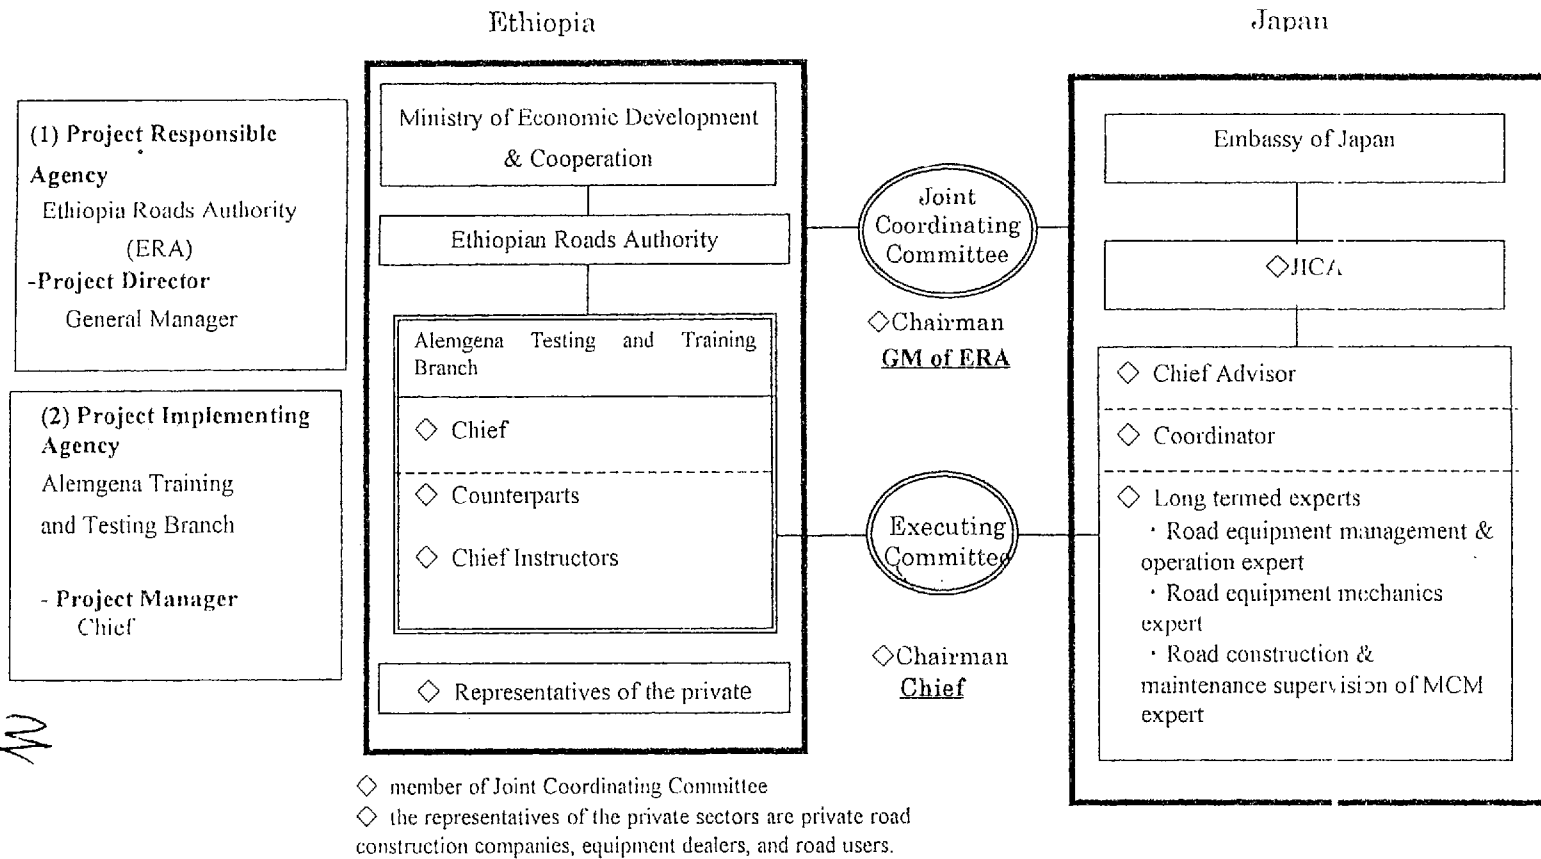 Ethiopia
Japan
(1) Project Responsible
Agency
Ethiopia Roads Authority
(ERA)
-Project Director
General Manager
(2) Project Implementing
Agency
Alemgena Training
and Testing Branch
- Project Manager
Chief
Ministry of Economic Development
& Cooperation
Ethiopian Roads Authority
Alemgena Testing and Training
Branch
◇ Chief
◇ Counterparts
◇ Chief Instructors
◇ Representatives of the private
Joint
Coordinating
Committee
◇Chairman
GM of ERA
Executing
Committee
◇Chairman
Chief
Embassy of Japan
◇JICA
◇ Chief Advisor
◇ Coordinator
◇ Long termed experts
・Road equipment management &
operation expert
・Road equipment mechanics
expert
・Road construction &
maintenance supervision of MCM
expert
◇ member of Joint Coordinating Committee
◇ the representatives of the private sectors are private road
construction companies, equipment dealers, and road users.